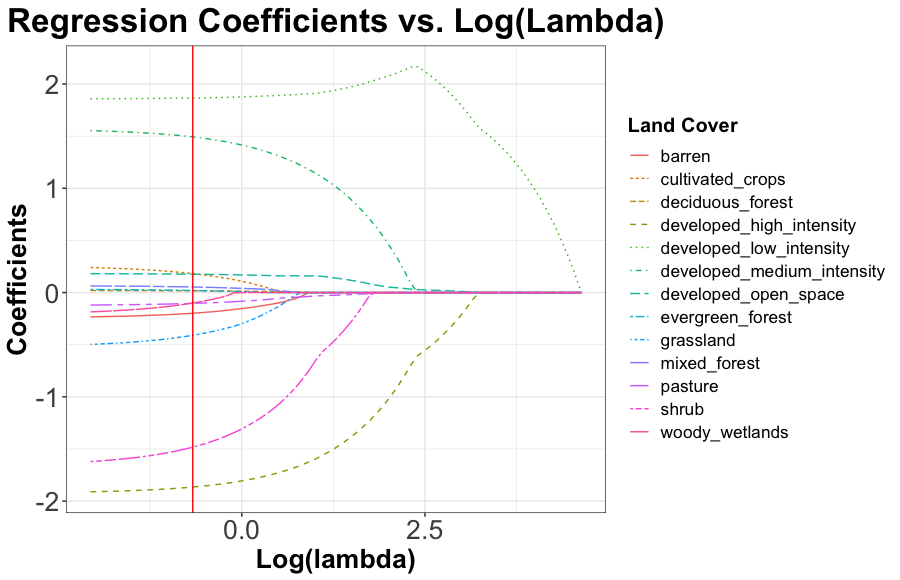 Regression Coefficients vs. Log(Lambda)
Coefficients
2
1
0
-1
-2
0.0
2.5
Log(lambda)
Land Cover
barren
cultivated_crops
deciduous_forest
developed_high_intensity
developed_low_intensity
developed_medium_intensity
developed_open_space
evergreen_forest
grassland
mixed_forest
pasture
shrub
woody_wetlands